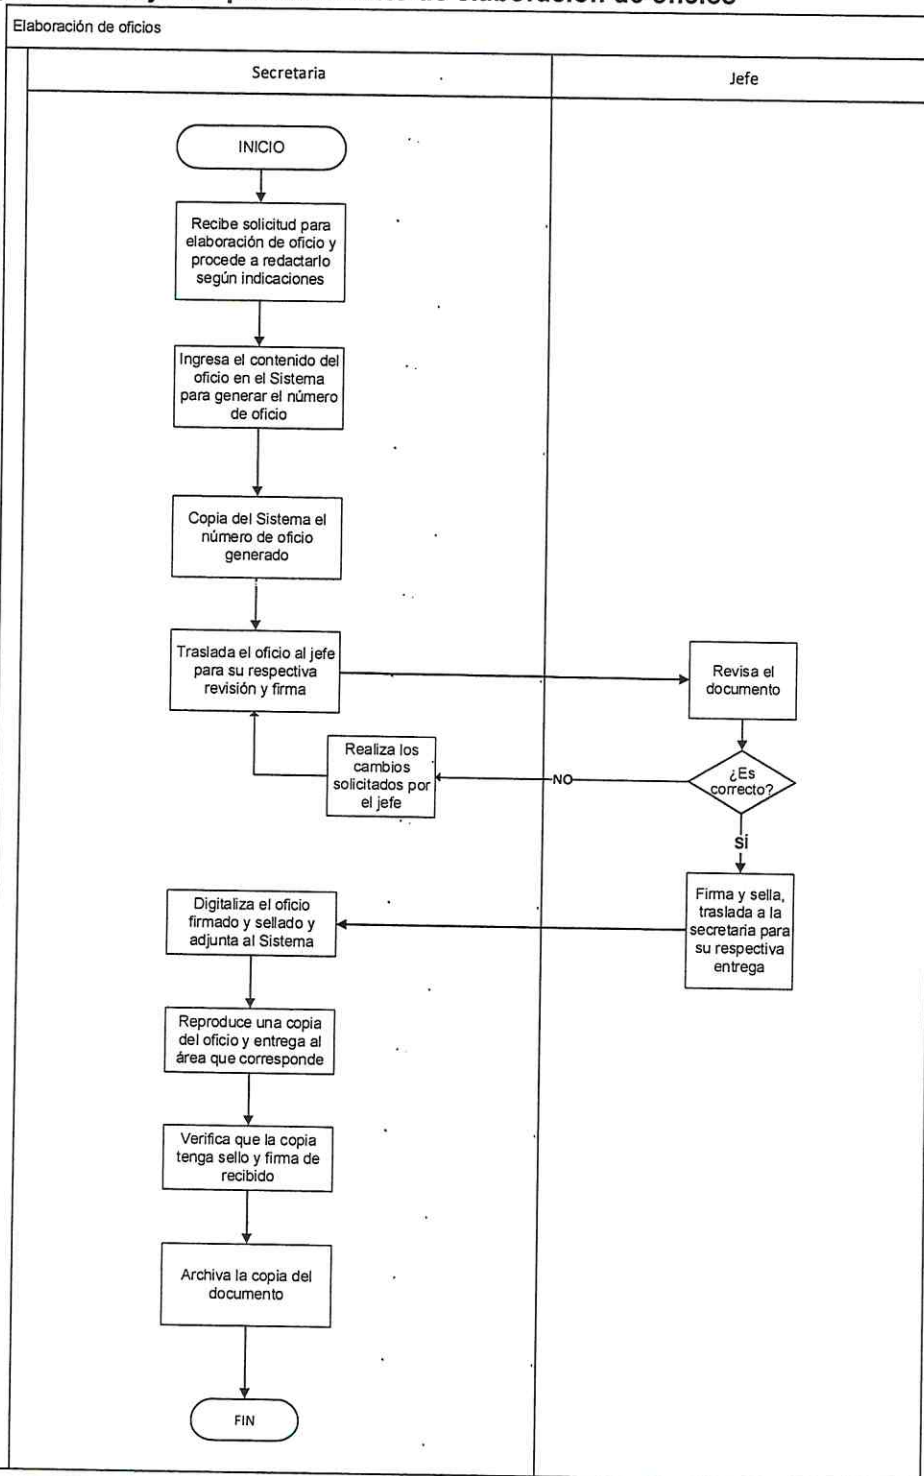 de elaboración de oficios
Elaboración de oficios
Secretaria
Jefe
INICIO
Recibe solicitud para
elaboración de oficio y
procede a redactarlo
según indicaciones
Ingresa el contenido del
oficio en el Sistema
para generar el número
de oficio
Copia del Sistema el
número de oficio
generado
Traslada el oficio al jefe
para su respectiva
revisión y firma
Revisa el
documento
¿Es
correcto?
NO
Realiza los
cambios
solicitados por
el jefe
SÍ
Firma y sella,
traslada a la
secretaria para
su respectiva
entrega
Digitaliza el oficio
firmado y sellado y
adjunta al Sistema
Reproduce una copia
del oficio y entrega al
área que corresponde
Verifica que la copia
tenga sello y firma de
recibido
Archiva la copia del
documento
FIN